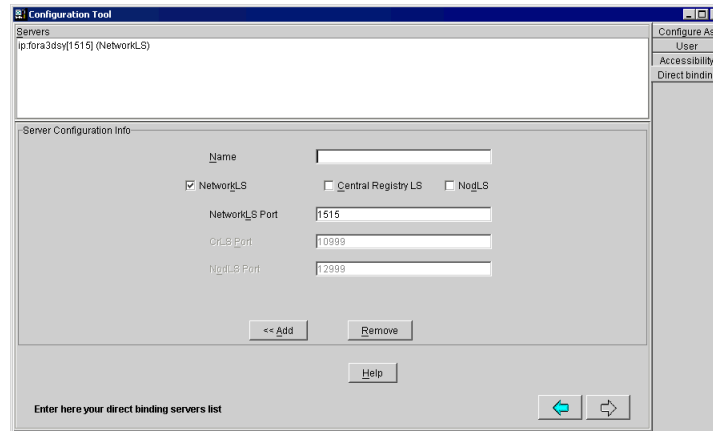 Configuration Tool
Servers
ip:fora3dsy[1515] (NetworkLS)
Configure As
User
Accessibility
Direct bindin
Server Configuration Info
Name
NetworkLS
Central Registry LS
NodLS
NetworkLS Port
1515
CrLS Port
10999
NodLS Port
12999
<< Add
Remove
Help
Enter here your direct binding servers list